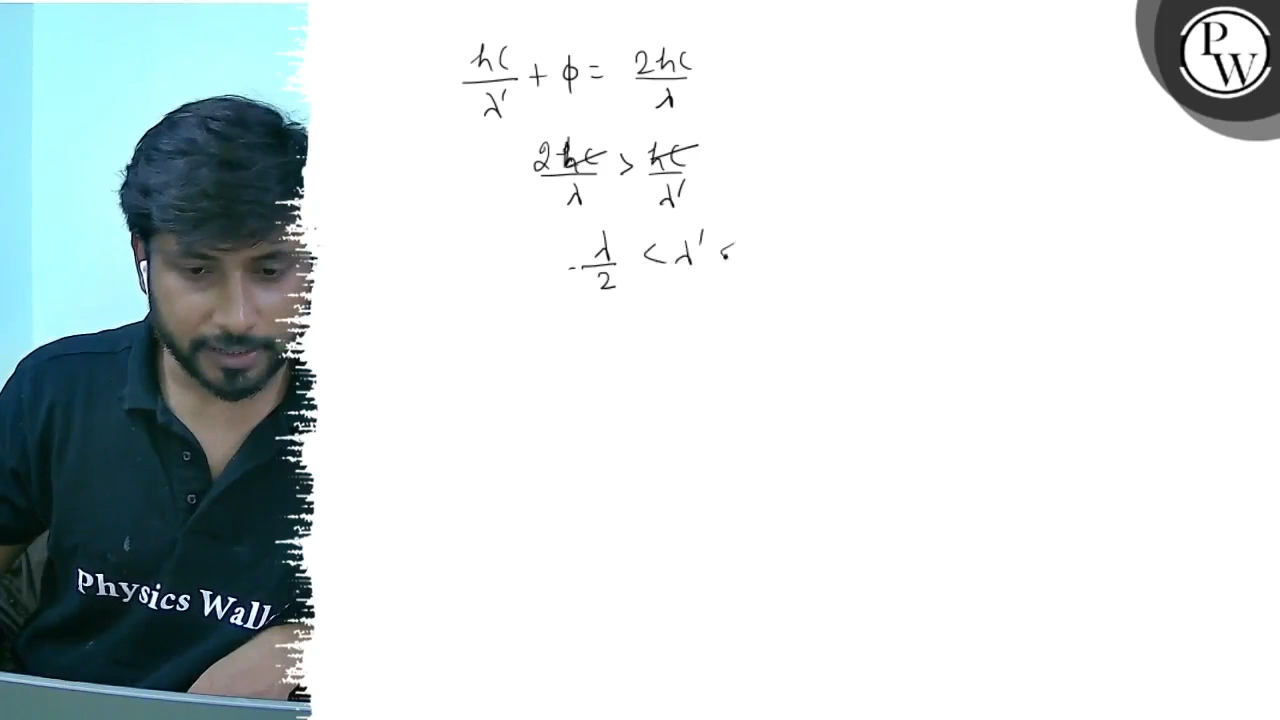 PW
hc/λ' + φ = 2hc/λ
2hc/λ > hc/λ'
λ/2 < λ'
Physics Wall